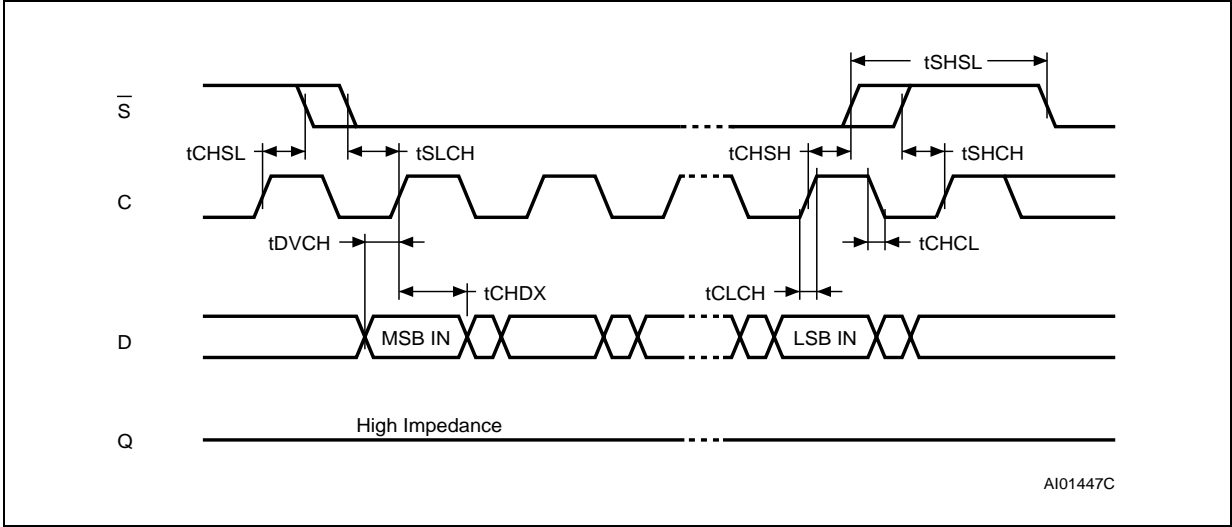 tSHSL
S̅
tCHSL
tSLCH
tCHSH
tSHCH
C
tDVCH
tCHCL
tCHDX
tCLCH
D
MSB IN
LSB IN
High Impedance
Q
AI01447C